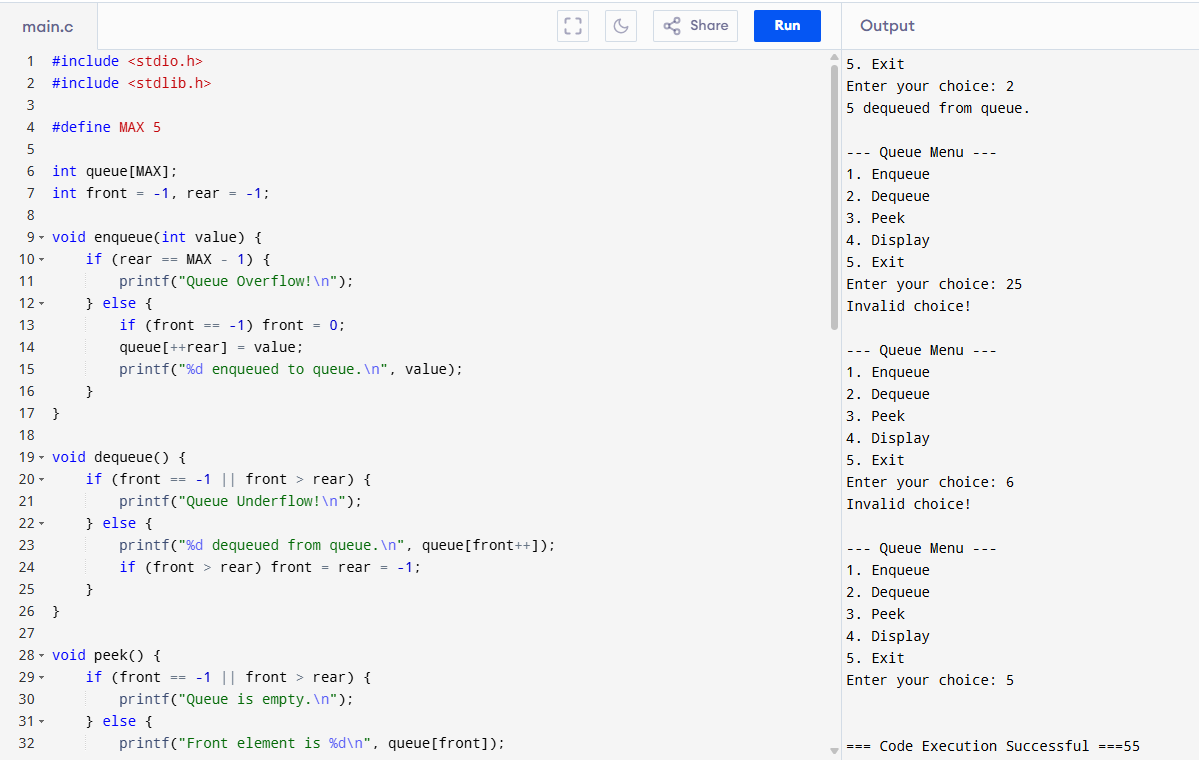 main.c
Share
Run
Output
1 #include <stdio.h>
2 #include <stdlib.h>
3
4 #define MAX 5
5
6 int queue[MAX];
7 int front = -1, rear = -1;
8
9 void enqueue(int value) {
10     if (rear == MAX - 1) {
11         printf("Queue Overflow!\n");
12     } else {
13         if (front == -1) front = 0;
14         queue[++rear] = value;
15         printf("%d enqueued to queue.\n", value);
16     }
17 }
18
19 void dequeue() {
20     if (front == -1 || front > rear) {
21         printf("Queue Underflow!\n");
22     } else {
23         printf("%d dequeued from queue.\n", queue[front++]);
24         if (front > rear) front = rear = -1;
25     }
26 }
27
28 void peek() {
29     if (front == -1 || front > rear) {
30         printf("Queue is empty.\n");
31     } else {
32         printf("Front element is %d\n", queue[front]);
5. Exit
Enter your choice: 2
5 dequeued from queue.

--- Queue Menu ---
1. Enqueue
2. Dequeue
3. Peek
4. Display
5. Exit
Enter your choice: 25
Invalid choice!

--- Queue Menu ---
1. Enqueue
2. Dequeue
3. Peek
4. Display
5. Exit
Enter your choice: 6
Invalid choice!

--- Queue Menu ---
1. Enqueue
2. Dequeue
3. Peek
4. Display
5. Exit
Enter your choice: 5

=== Code Execution Successful ===55